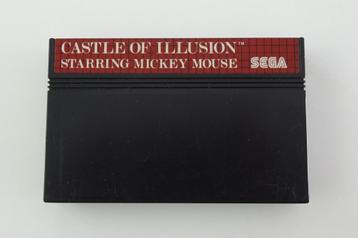 CASTLE OF ILLUSION™
STARRING MICKEY MOUSE SEGA